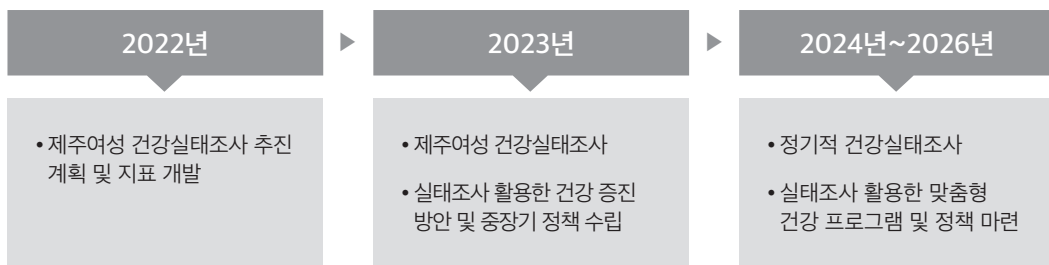 2022년
• 제주여성 건강실태조사 추진
계획 및 지표 개발
2023년
• 제주여성 건강실태조사
• 실태조사 활용한 건강 증진
방안 및 중장기 정책 수립
2024년~2026년
• 정기적 건강실태조사
• 실태조사 활용한 맞춤형
건강 프로그램 및 정책 마련